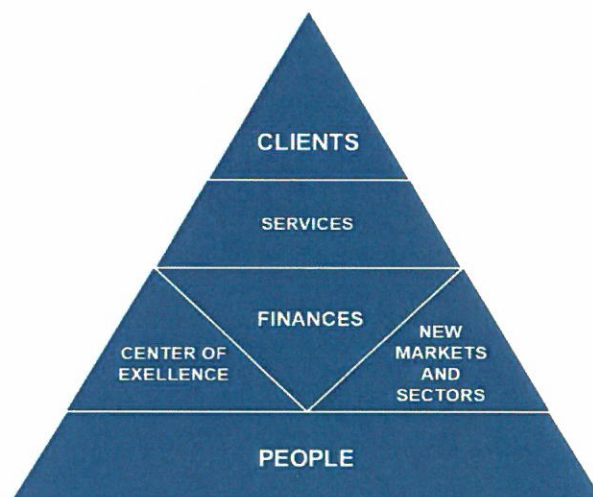 CLIENTS
SERVICES
FINANCES
CENTER OF
EXELLENCE
NEW
MARKETS
AND
SECTORS
PEOPLE